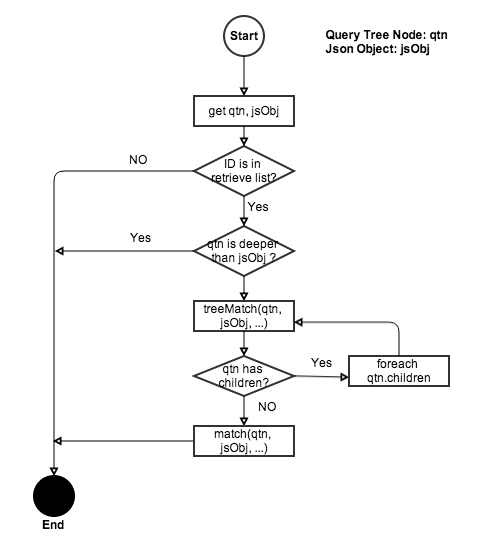 Start
Query Tree Node: qtn
Json Object: jsObj
get qtn, jsObj
NO
ID is in
retrieve list?
Yes
Yes
qtn is deeper
than jsObj ?
treeMatch(qtn,
jsObj, ...)
qtn has
children?
Yes
foreach
qtn.children
NO
match(qtn,
jsObj, ...)
End